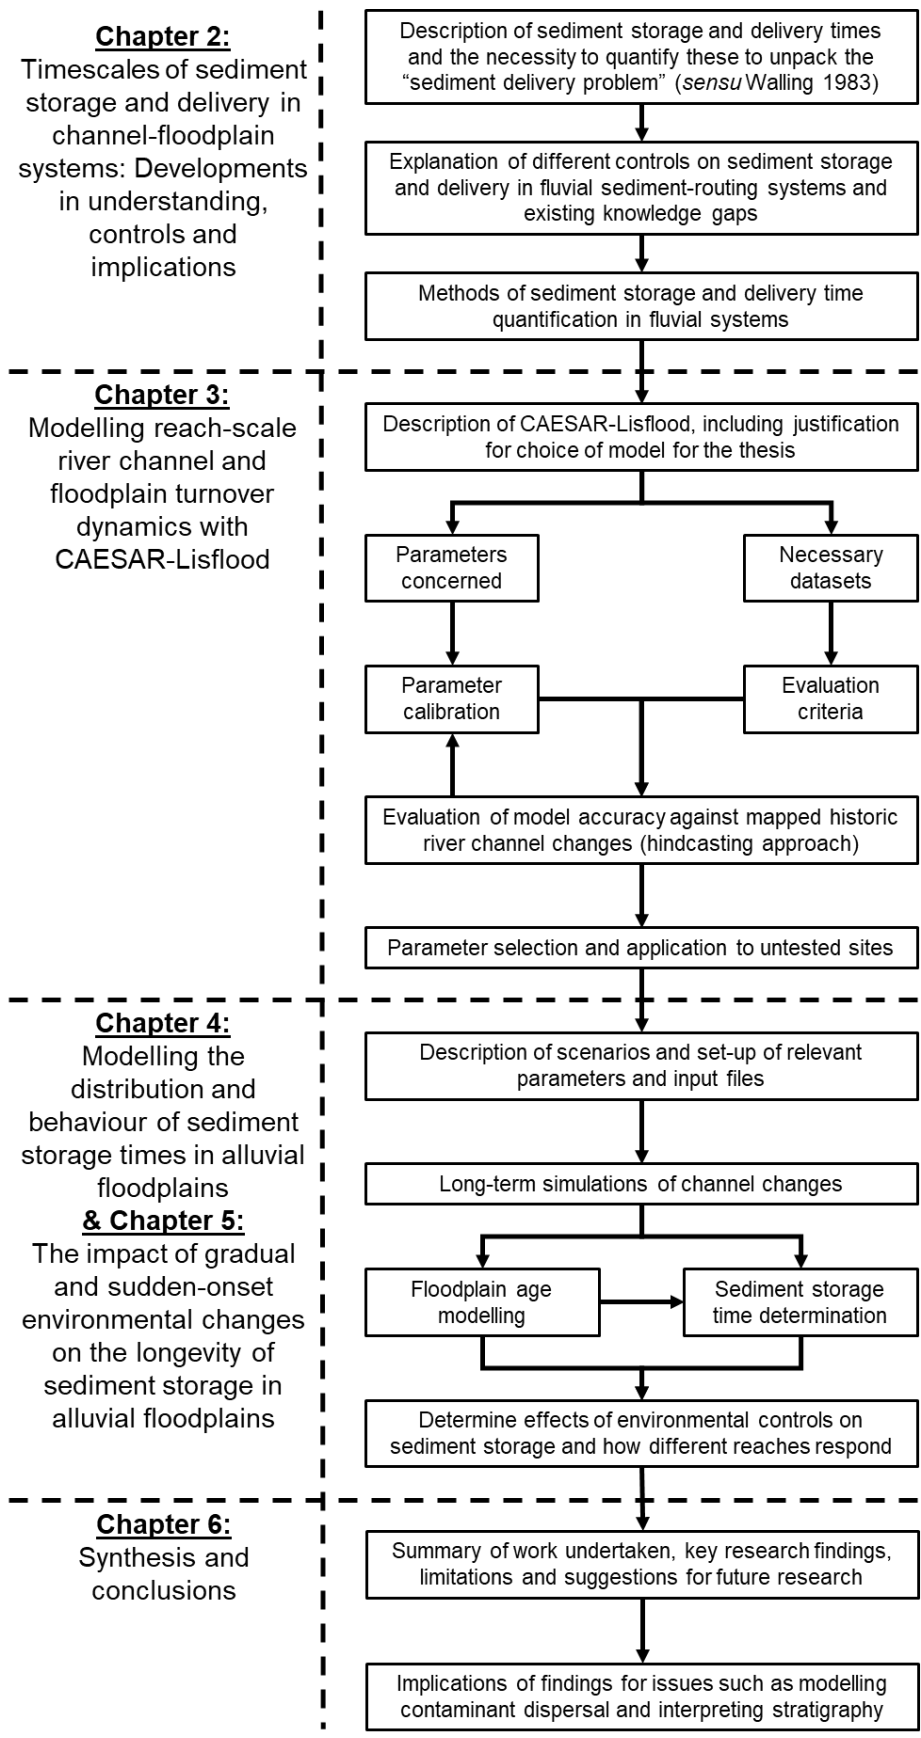 Chapter 2:
Timescales of sediment
storage and delivery in
channel-floodplain
systems: Developments
in understanding,
controls and
implications
Description of sediment storage and delivery times
and the necessity to quantify these to unpack the
“sediment delivery problem” (sensu Walling 1983)
Explanation of different controls on sediment storage
and delivery in fluvial sediment-routing systems and
existing knowledge gaps
Methods of sediment storage and delivery time
quantification in fluvial systems
Chapter 3:
Modelling reach-scale
river channel and
floodplain turnover
dynamics with
CAESAR-Lisflood
Description of CAESAR-Lisflood, including justification
for choice of model for the thesis
Parameters
concerned
Necessary
datasets
Parameter
calibration
Evaluation
criteria
Evaluation of model accuracy against mapped historic
river channel changes (hindcasting approach)
Parameter selection and application to untested sites
Chapter 4:
Modelling the
distribution and
behaviour of sediment
storage times in alluvial
floodplains
& Chapter 5:
The impact of gradual
and sudden-onset
environmental changes
on the longevity of
sediment storage in
alluvial floodplains
Description of scenarios and set-up of relevant
parameters and input files
Long-term simulations of channel changes
Floodplain age
modelling
Sediment storage
time determination
Determine effects of environmental controls on
sediment storage and how different reaches respond
Chapter 6:
Synthesis and
conclusions
Summary of work undertaken, key research findings,
limitations and suggestions for future research
Implications of findings for issues such as modelling
contaminant dispersal and interpreting stratigraphy